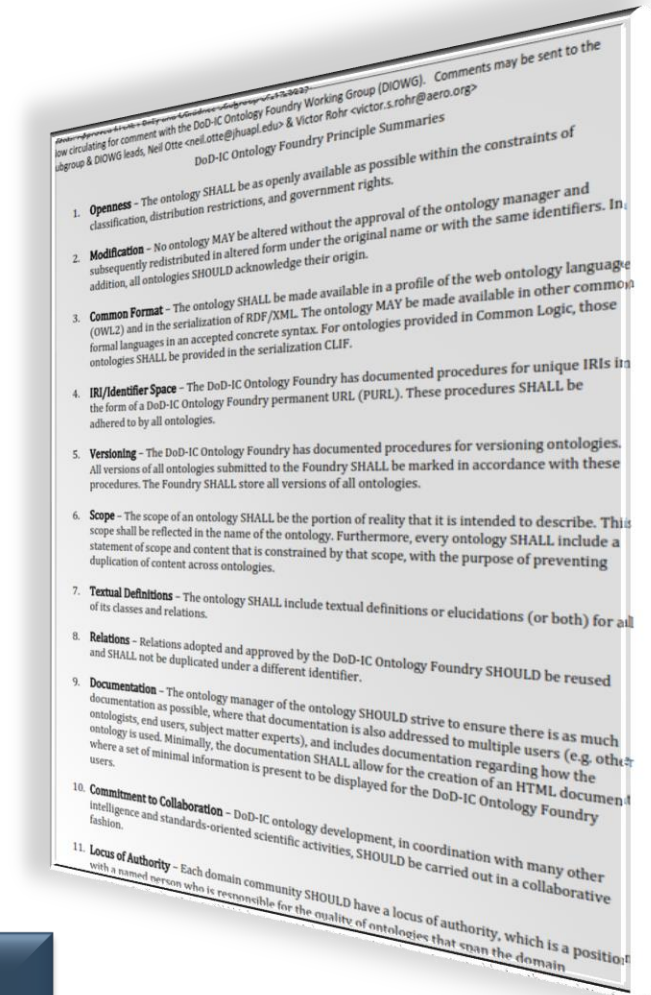 low circulating for comment with the DoD-IC Ontology Foundry Working Group (DIOWG). Comments may be sent to the
ubgroup & DIOWG leads, Neil Otte <neil.otte@jhuapl.edu> & Victor Rohr <victor.s.rohr@aero.org>
DoD-IC Ontology Foundry Principle Summaries
1. Openness – The ontology SHALL be as openly available as possible within the constraints of
classification, distribution restrictions, and government rights.
2. Modification – No ontology MAY be altered without the approval of the ontology manager and
subsequently redistributed in altered form under the original name or with the same identifiers. In
addition, all ontologies SHOULD acknowledge their origin.
3. Common Format – The ontology SHALL be made available in a profile of the web ontology language
(OWL2) and in the serialization of RDF/XML. The ontology MAY be made available in other common
formal languages in an accepted concrete syntax. For ontologies provided in Common Logic, those
ontologies SHALL be provided in the serialization CLIF.
4. IRI/Identifier Space – The DoD-IC Ontology Foundry has documented procedures for unique IRIs in
the form of a DoD-IC Ontology Foundry permanent URL (PURL). These procedures SHALL be
adhered to by all ontologies.
5. Versioning – The DoD-IC Ontology Foundry has documented procedures for versioning ontologies.
All versions of all ontologies submitted to the Foundry SHALL be marked in accordance with these
procedures. The Foundry SHALL store all versions of all ontologies.
6. Scope – The scope of an ontology SHALL be the portion of reality that it is intended to describe. This
scope shall be reflected in the name of the ontology. Furthermore, every ontology SHALL include a
statement of scope and content that is constrained by that scope, with the purpose of preventing
duplication of content across ontologies.
7. Textual Definitions – The ontology SHALL include textual definitions or elucidations (or both) for all
of its classes and relations.
8. Relations – Relations adopted and approved by the DoD-IC Ontology Foundry SHOULD be reused
and SHALL not be duplicated under a different identifier.
9. Documentation – The ontology manager of the ontology SHOULD strive to ensure there is as much
documentation as possible, where that documentation is also addressed to multiple users (e.g. other
ontologists, end users, subject matter experts), and includes documentation regarding how the
ontology is used. Minimally, the documentation SHALL allow for the creation of an HTML document
where a set of minimal information is present to be displayed for the DoD-IC Ontology Foundry
users.
10. Commitment to Collaboration – DoD-IC ontology development, in coordination with many other
intelligence and standards-oriented scientific activities, SHOULD be carried out in a collaborative
fashion.
11. Locus of Authority – Each domain community SHOULD have a locus of authority, which is a position
with a named person who is responsible for the quality of ontologies that span the domain